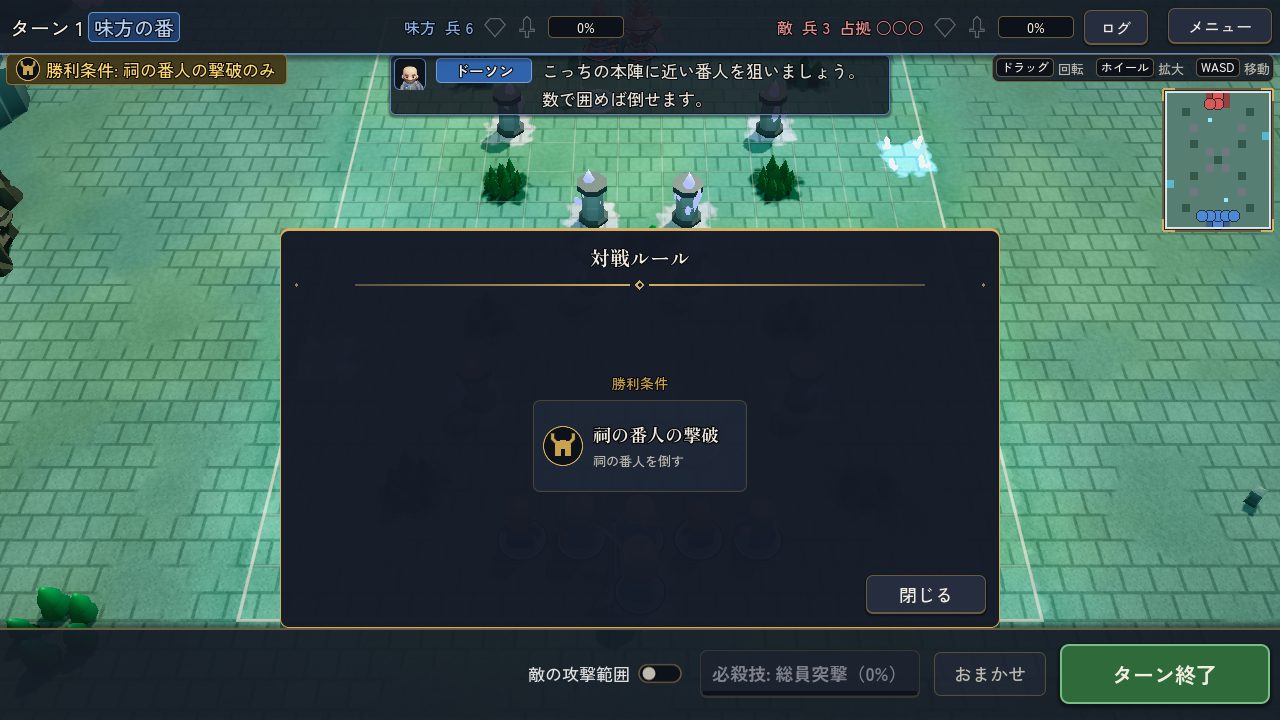 ターン 1 味方の番
味方 兵 6 0%
敵 兵 3 占拠 〇〇〇 0%
ログ
メニュー
勝利条件: 祠の番人の撃破のみ
ドーソン
こっちの本陣に近い番人を狙いましょう。
数で囲めば倒せます。
ドラッグ 回転 ホイール 拡大 WASD 移動
対戦ルール
勝利条件
祠の番人の撃破
祠の番人を倒す
閉じる
敵の攻撃範囲
必殺技: 総員突撃（0%）
おまかせ
ターン終了